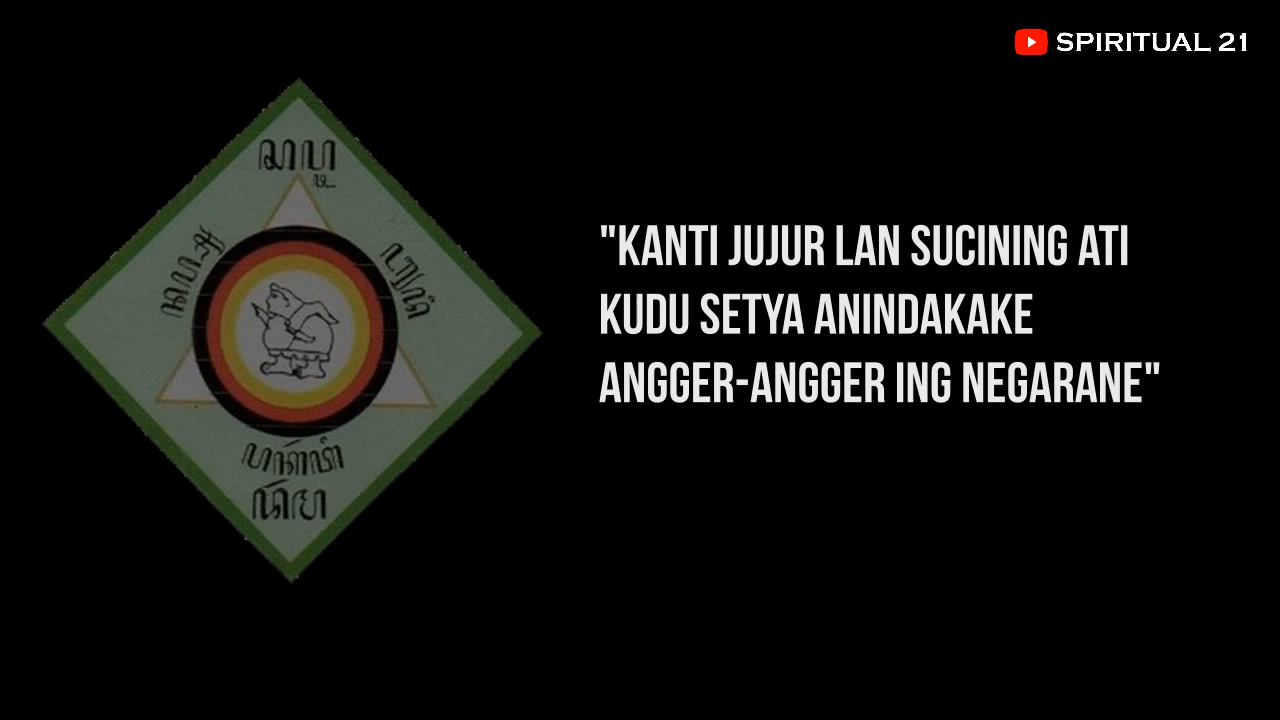 SPIRITUAL 21
"KANTI JUJUR LAN SUCINING ATI
KUDU SETYA ANINDAKAKE
ANGGER-ANGGER ING NEGARANE"